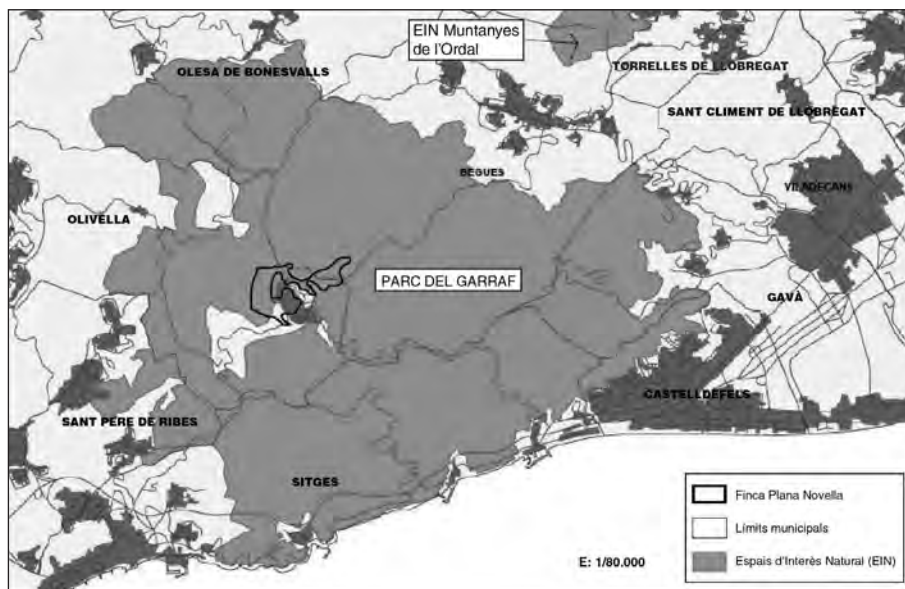 EIN Muntanyes
de l'Ordal
OLESA DE BONESVALLS
TORRELLES DE LLOBREGAT
SANT CLIMENT DE LLOBREGAT
BEGUES
VILADECANS
OLIVELLA
PARC DEL GARRAF
GAVÀ
CASTELLDEFELS
SANT PERE DE RIBES
SITGES
Finca Plana Novella
Límits municipals
E: 1/80.000
Espais d'Interès Natural (EIN)